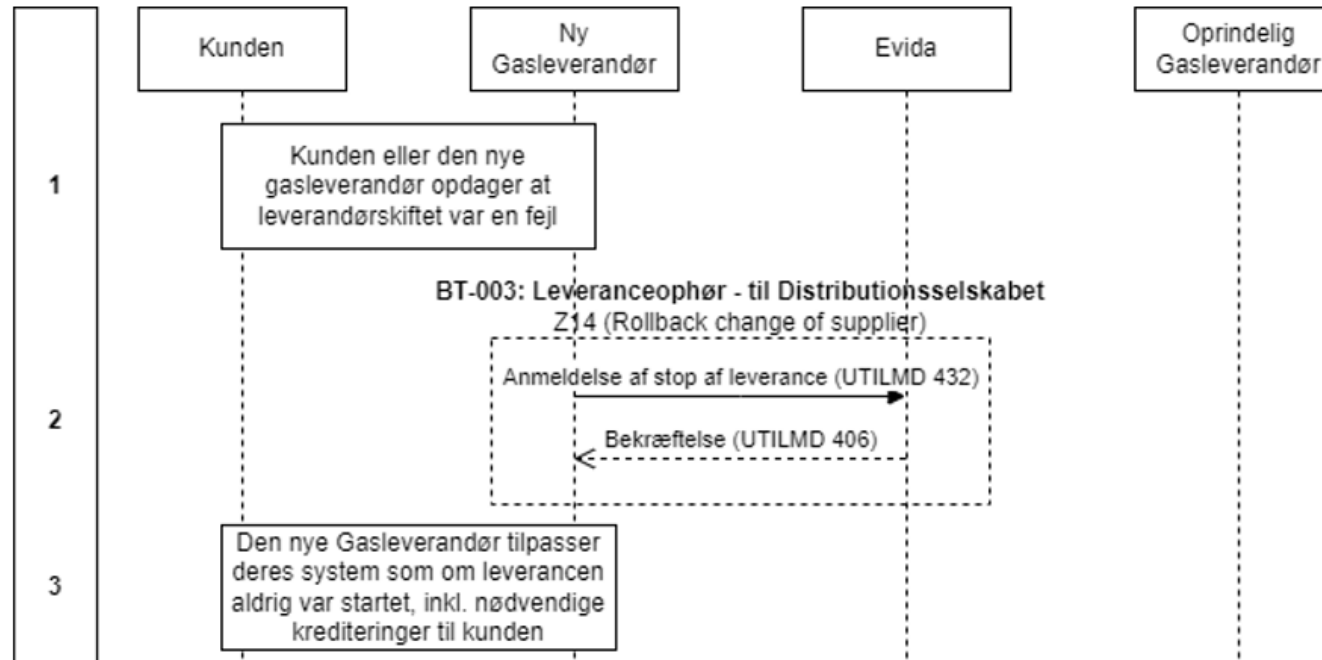 Kunden
Ny
Gasleverandør
Evida
Oprindelig
Gasleverandør
1
Kunden eller den nye
gasleverandør opdager at
leverandørskiftet var en fejl
BT-003: Leveranceophør - til Distributionsselskabet
Z14 (Rollback change of supplier)
2
Anmeldelse af stop af leverance (UTILMD 432)
Bekræftelse (UTILMD 406)
3
Den nye Gasleverandør tilpasser
deres system som om leverancen
aldrig var startet, inkl. nødvendige
krediteringer til kunden